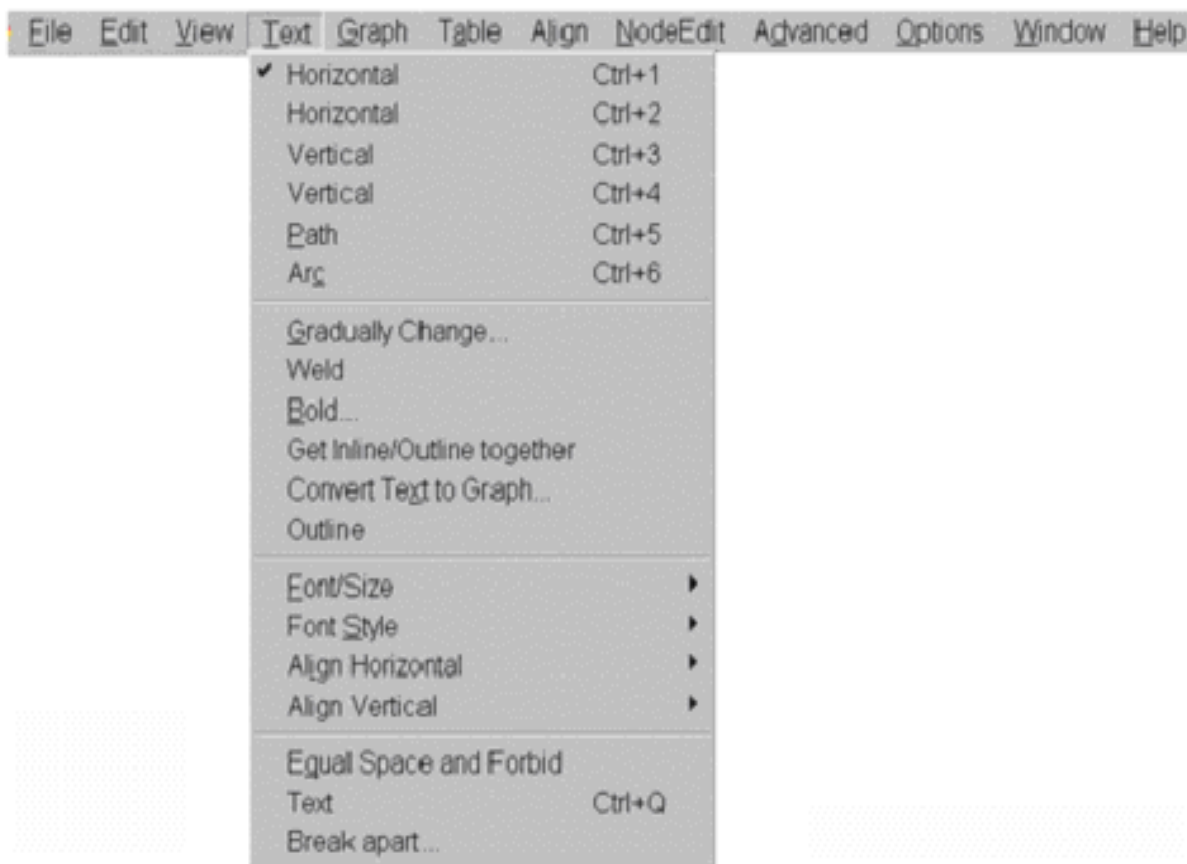 File Edit View Text Graph Table Align NodeEdit Advanced Options Window Help
✔ Horizontal Ctrl+1
Horizontal Ctrl+2
Vertical Ctrl+3
Vertical Ctrl+4
Path Ctrl+5
Arc Ctrl+6
Gradually Change...
Weld
Bold....
Get Inline/Outline together
Convert Text to Graph...
Outline
Font/Size
Font Style
Align Horizontal
Align Vertical
Equal Space and Forbid
Text Ctrl+Q
Break apart...